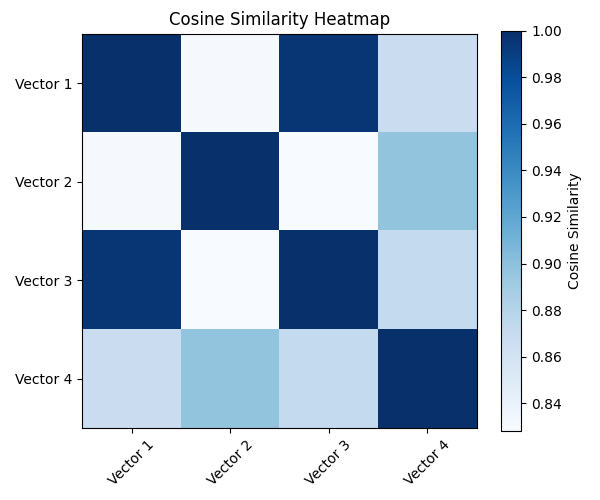 Cosine Similarity Heatmap
Vector 1
Vector 2
Vector 3
Vector 4
Vector 1
Vector 2
Vector 3
Vector 4
1.00
0.98
0.96
0.94
0.92
0.90
0.88
0.86
0.84
Cosine Similarity